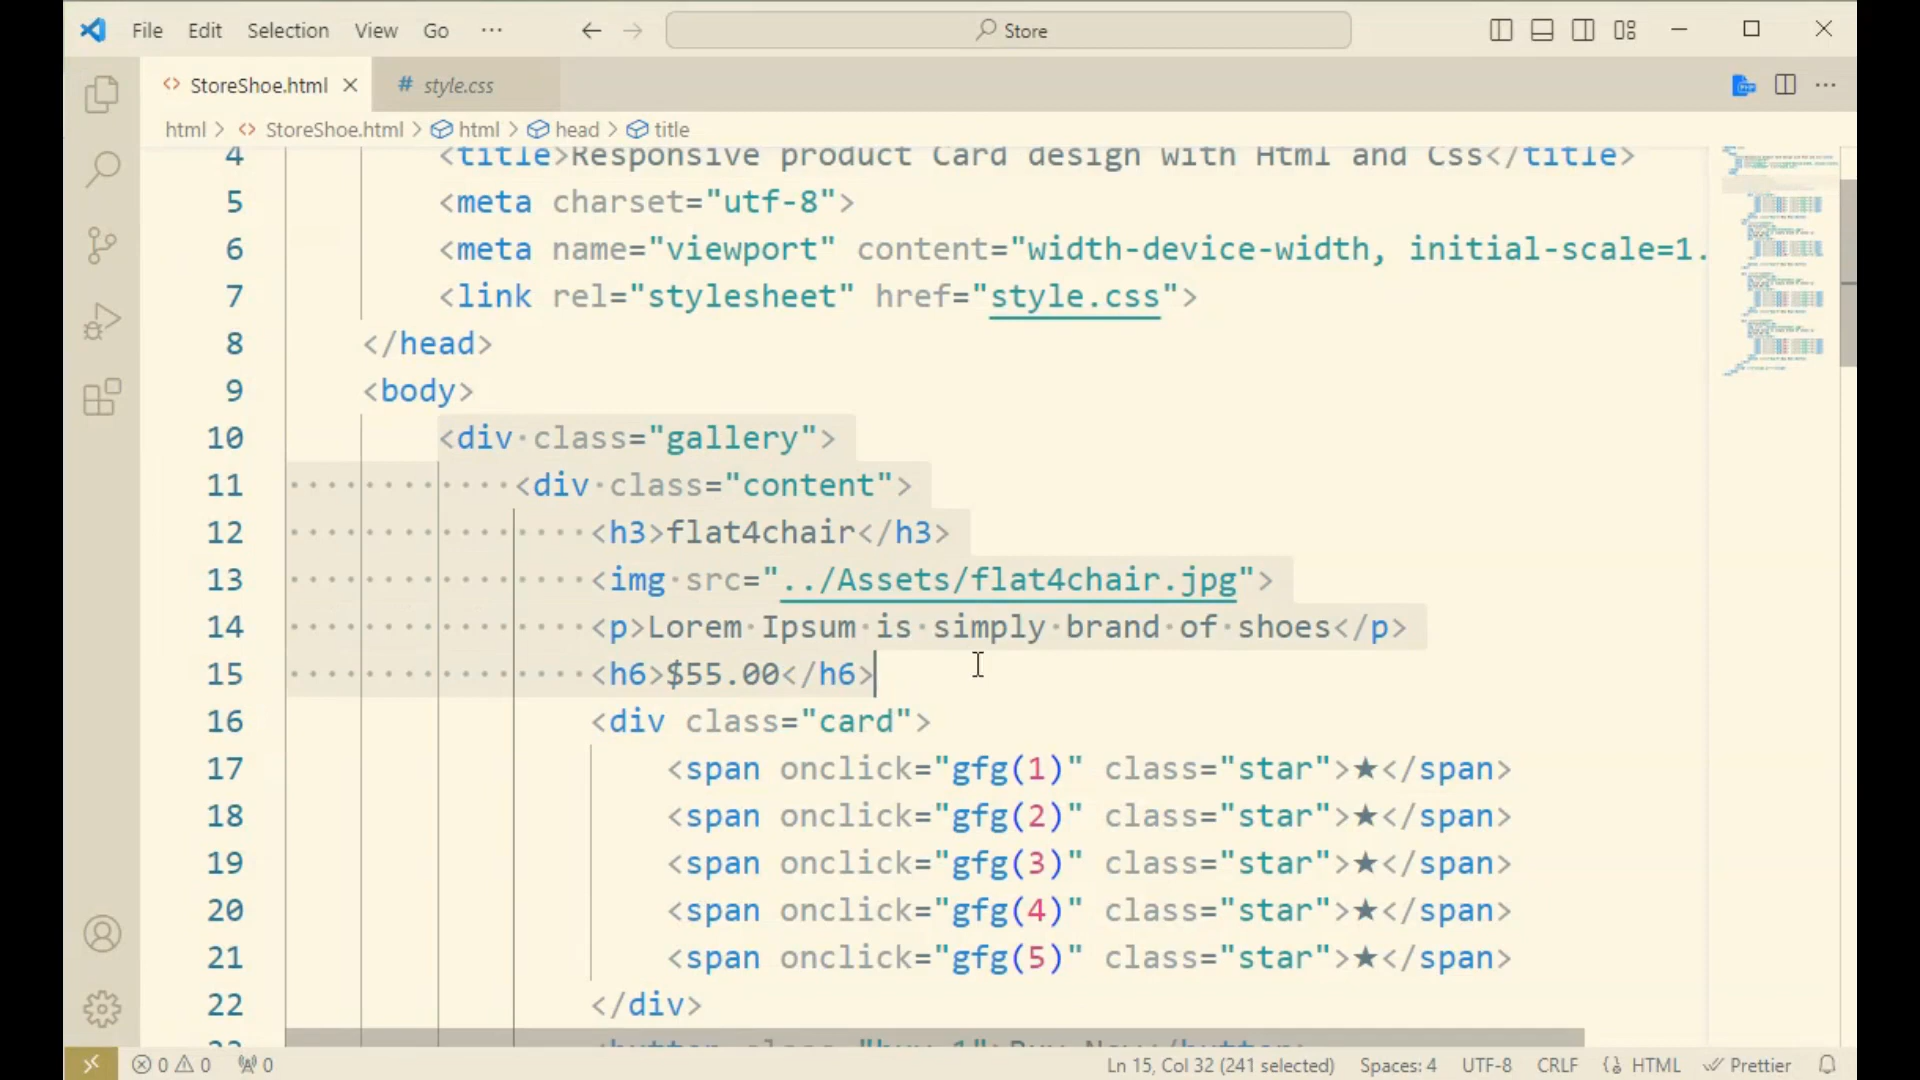 File Edit Selection View Go ··· Store
StoreShoe.html # style.css
html > StoreShoe.html > html > head > title
4 <title>Responsive product Card design with Html and Css</title>
5 <meta charset="utf-8">
6 <meta name="viewport" content="width-device-width, initial-scale=1.
7 <link rel="stylesheet" href="style.css">
8 </head>
9 <body>
10 <div class="gallery">
11 <div class="content">
12 <h3>flat4chair</h3>
13 <img src="../Assets/flat4chair.jpg">
14 <p>Lorem Ipsum is simply brand of shoes</p>
15 <h6>$55.00</h6>
16 <div class="card">
17 <span onclick="gfg(1)" class="star">★</span>
18 <span onclick="gfg(2)" class="star">★</span>
19 <span onclick="gfg(3)" class="star">★</span>
20 <span onclick="gfg(4)" class="star">★</span>
21 <span onclick="gfg(5)" class="star">★</span>
22 </div>
0 0 0 Ln 15, Col 32 (241 selected) Spaces: 4 UTF-8 CRLF HTML Prettier